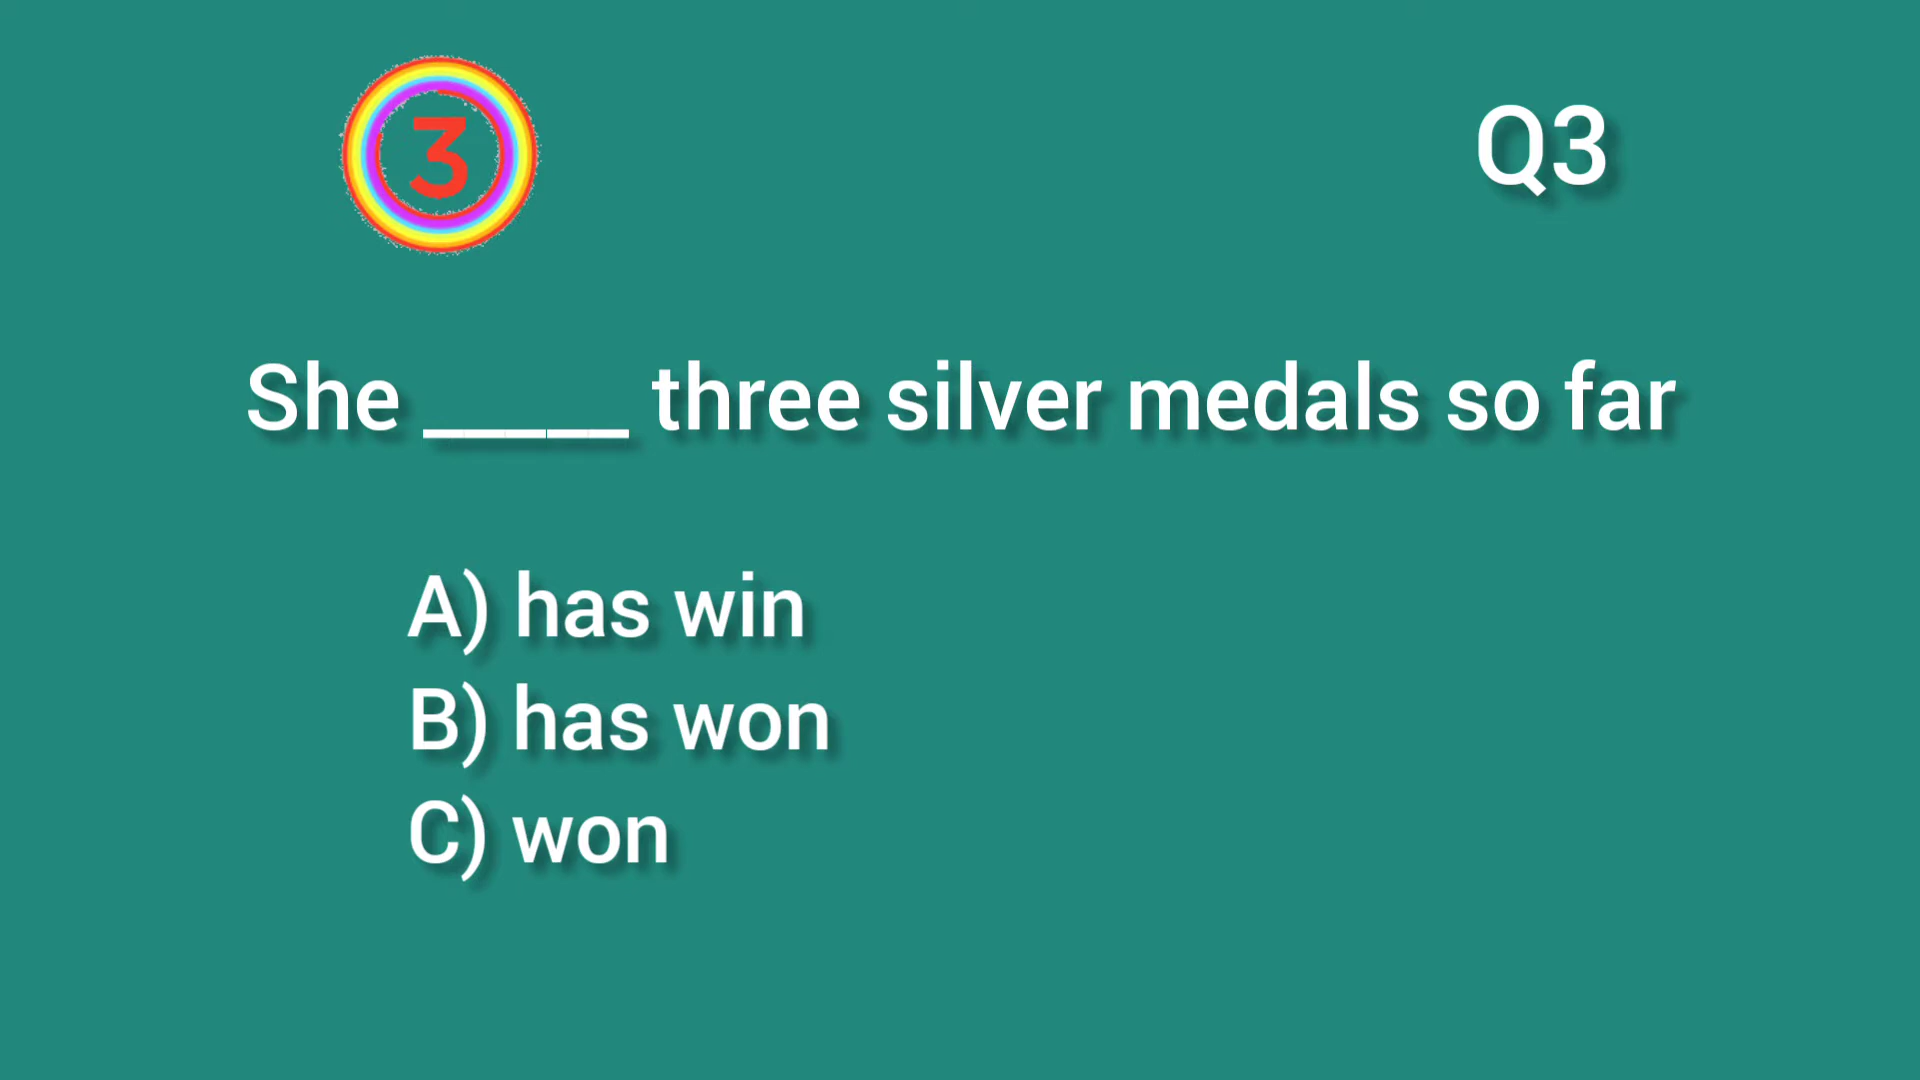 3
Q3
She _____ three silver medals so far
A) has win
B) has won
C) won